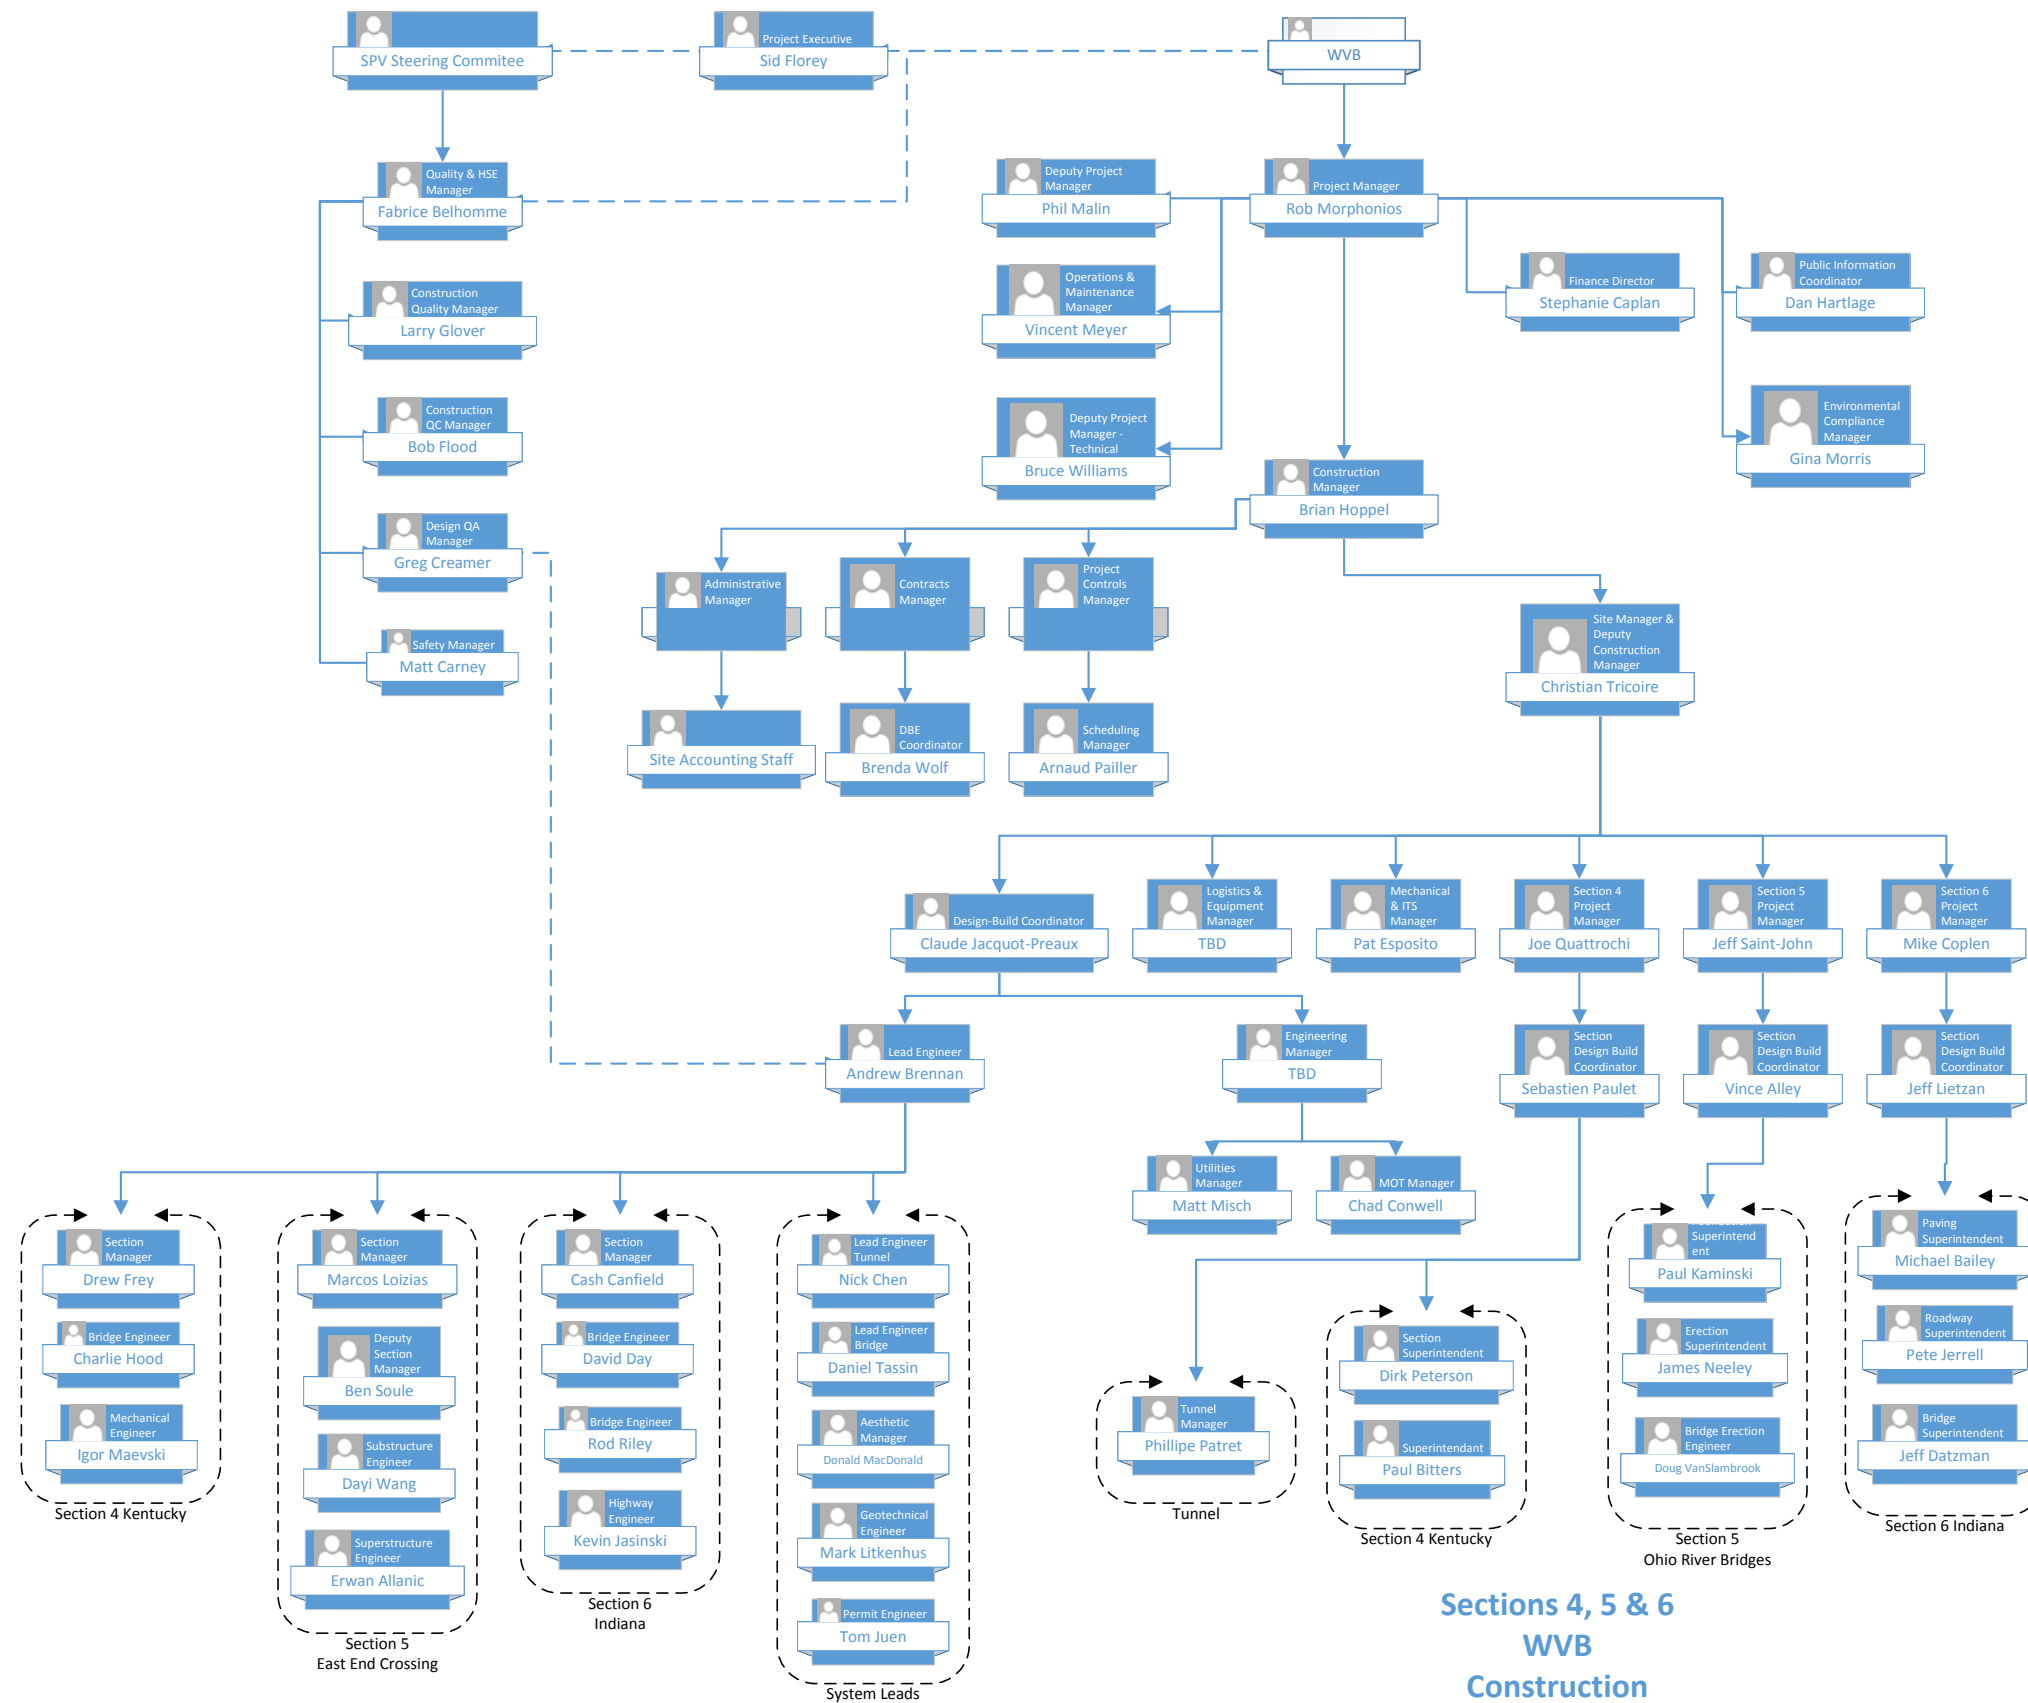 SPV Steering Commitee
Project Executive
Sid Florey
WVB
Quality & HSE
Manager
Fabrice Belhomme
Deputy Project
Manager
Phil Malin
Project Manager
Rob Morphonios
Construction
Quality Manager
Larry Glover
Operations &
Maintenance
Manager
Vincent Meyer
Finance Director
Stephanie Caplan
Public Information
Coordinator
Dan Hartlage
Construction
QC Manager
Bob Flood
Deputy Project
Manager -
Technical
Bruce Williams
Environmental
Compliance
Manager
Gina Morris
Construction
Manager
Brian Hoppel
Design QA
Manager
Greg Creamer
Administrative
Manager
Contracts
Manager
Project
Controls
Manager
Safety Manager
Matt Carney
Site Manager &
Deputy
Construction
Manager
Christian Tricoire
Site Accounting Staff
DBE
Coordinator
Brenda Wolf
Scheduling
Manager
Arnaud Pailler
Design-Build Coordinator
Claude Jacquot-Preaux
Logistics &
Equipment
Manager
TBD
Mechanical
& ITS
Manager
Pat Esposito
Section 4
Project
Manager
Joe Quattrochi
Section 5
Project
Manager
Jeff Saint-John
Section 6
Project
Manager
Mike Coplen
Lead Engineer
Andrew Brennan
Engineering
Manager
TBD
Section
Design Build
Coordinator
Sebastien Paulet
Section
Design Build
Coordinator
Vince Alley
Section
Design Build
Coordinator
Jeff Lietzan
Utilities
Manager
Matt Misch
MOT Manager
Chad Conwell
Section
Manager
Drew Frey
Bridge Engineer
Charlie Hood
Mechanical
Engineer
Igor Maevski
Section 4 Kentucky
Section
Manager
Marcos Loizias
Deputy
Section
Manager
Ben Soule
Substructure
Engineer
Dayi Wang
Superstructure
Engineer
Erwan Allanic
Section 5
East End Crossing
Section
Manager
Cash Canfield
Bridge Engineer
David Day
Bridge Engineer
Rod Riley
Highway
Engineer
Kevin Jasinski
Section 6
Indiana
Lead Engineer
Tunnel
Nick Chen
Lead Engineer
Bridge
Daniel Tassin
Aesthetic
Manager
Donald MacDonald
Geotechnical
Engineer
Mark Litkenhus
Permit Engineer
Tom Juen
System Leads
Tunnel
Manager
Phillipe Patret
Tunnel
Section
Superintendent
Dirk Peterson
Superintendant
Paul Bitters
Section 4 Kentucky
Superintend
ent
Paul Kaminski
Erection
Superintendent
James Neeley
Bridge Erection
Engineer
Doug VanSlambrook
Section 5
Ohio River Bridges
Paving
Superintendent
Michael Bailey
Roadway
Superintendent
Pete Jerrell
Bridge
Superintendent
Jeff Datzman
Section 6 Indiana
Sections 4, 5 & 6
WVB
Construction